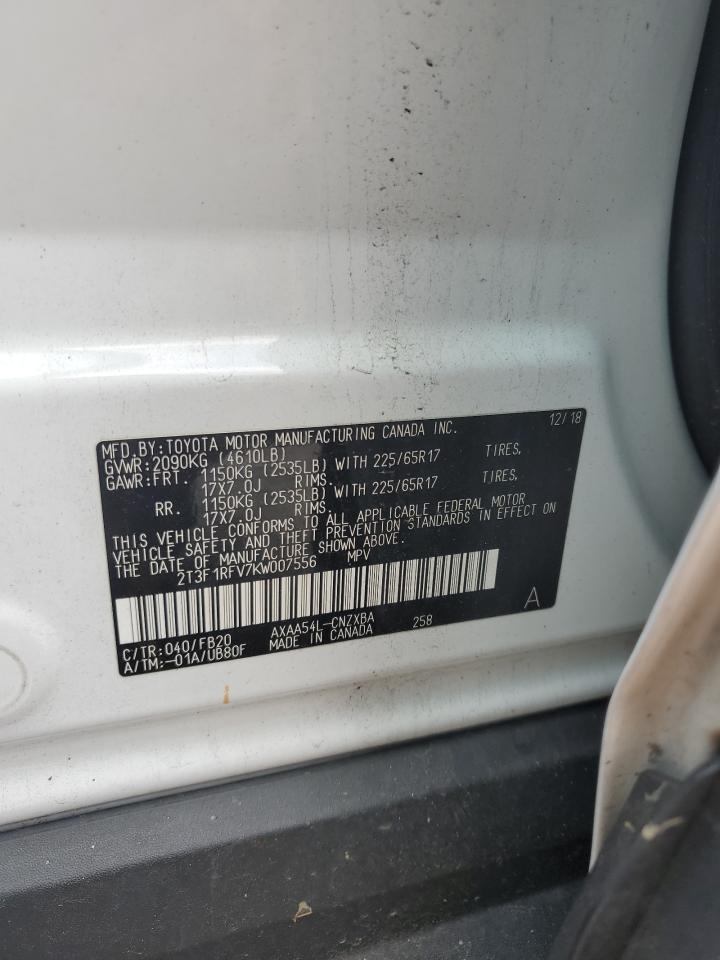 MFD.BY:TOYOTA MOTOR MANUFACTURING CANADA INC. 12/18
GVWR:2090KG (4610LB)
GAWR:FRT. 1150KG (2535LB) WITH 225/65R17 TIRES,
17X7.0J RIMS.
RR. 1150KG (2535LB) WITH 225/65R17 TIRES,
17X7.0J RIMS.
THIS VEHICLE CONFORMS TO ALL APPLICABLE FEDERAL MOTOR
VEHICLE SAFETY AND THEFT PREVENTION STANDARDS IN EFFECT ON
THE DATE OF MANUFACTURE SHOWN ABOVE.
2T3F1RFV7KW007556 MPV
A
C/TR:040/FB20 AXAA54L-CNZXBA 258
A/TM:-01A/UB80F MADE IN CANADA